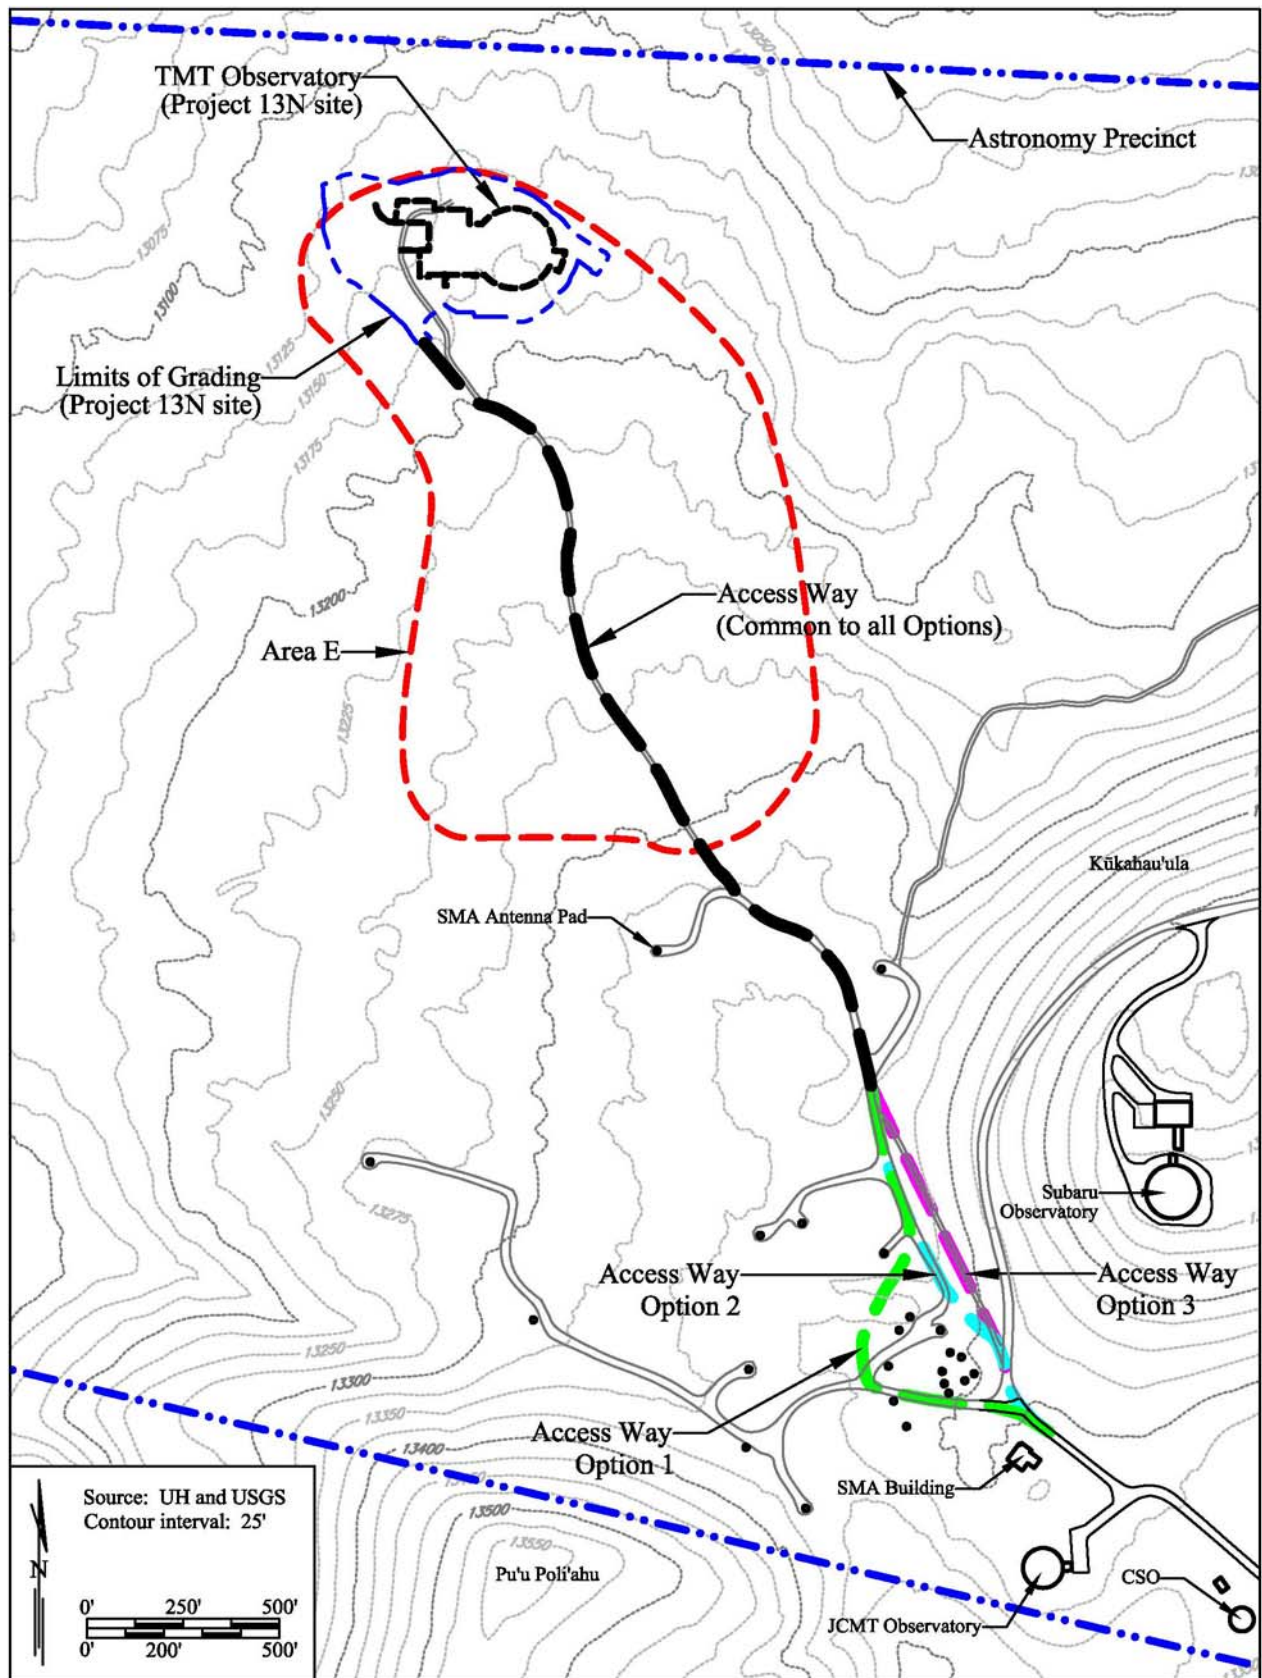 13050
13075
TMT Observatory
(Project 13N site)
Astronomy Precinct
13075
13100
13125
Limits of Grading
(Project 13N site)
13150
13175
13200
Access Way
(Common to all Options)
Area E
13225
Kūkahau'ula
SMA Antenna Pad
13250
13275
Subaru
Observatory
Access Way
Option 2
Access Way
Option 3
13250
13300
13350
13400
Access Way
Option 1
SMA Building
13500
13550
Pu'u Poli'ahu
CSO
JCMT Observatory
Source: UH and USGS
Contour interval: 25'
N
0' 250' 500'
0' 200' 500'